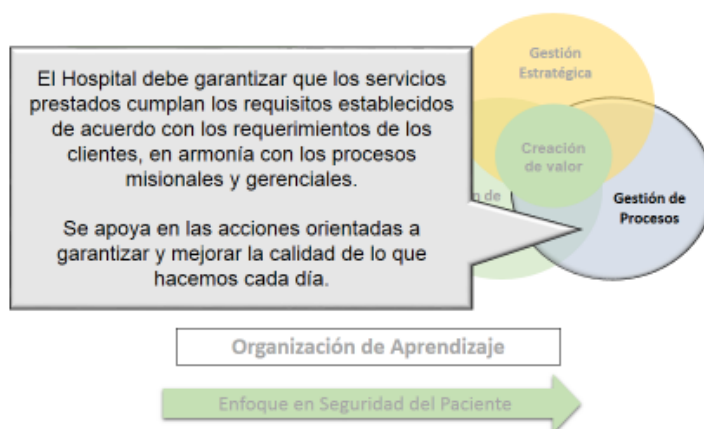 Gestión
Estratégica
El Hospital debe garantizar que los servicios
prestados cumplan los requisitos establecidos
de acuerdo con los requerimientos de los
clientes, en armonía con los procesos
misionales y gerenciales.
Se apoya en las acciones orientadas a
garantizar y mejorar la calidad de lo que
hacemos cada día.
Creación
de valor
de
Gestión de
Procesos
Organización de Aprendizaje
Enfoque en Seguridad del Paciente